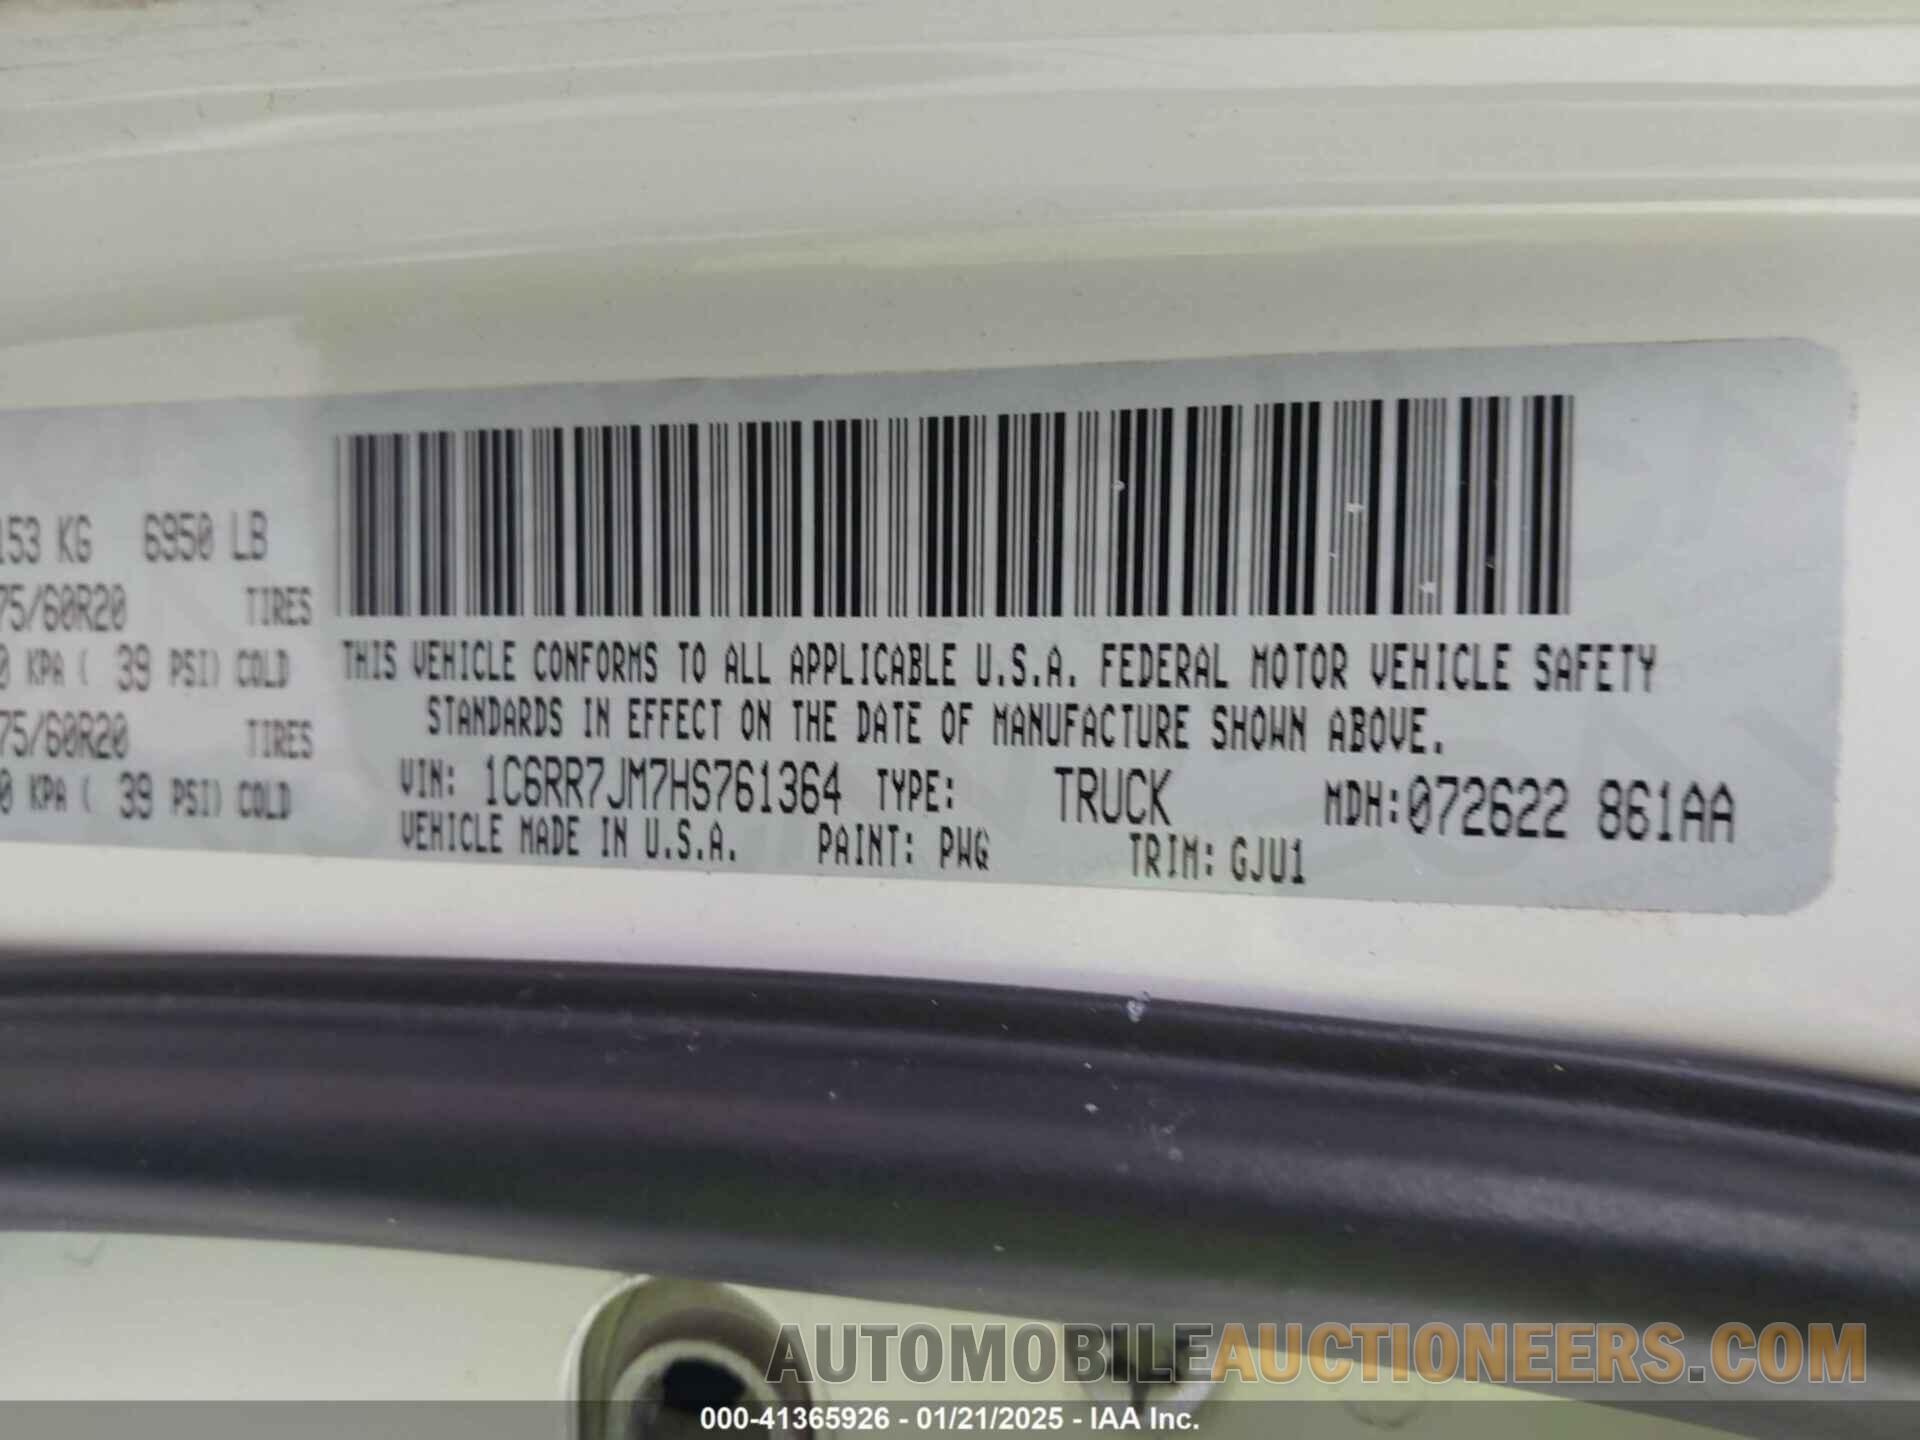 153 KG 6950 LB
75/60R20 TIRES
0 KPA ( 39 PSI) COLD
75/60R20 TIRES
0 KPA ( 39 PSI) COLD
THIS VEHICLE CONFORMS TO ALL APPLICABLE U.S.A. FEDERAL MOTOR VEHICLE SAFETY
STANDARDS IN EFFECT ON THE DATE OF MANUFACTURE SHOWN ABOVE.
VIN: 1C6RR7JM7HS761364 TYPE: TRUCK MDH:072622 861AA
VEHICLE MADE IN U.S.A. PAINT: PWQ TRIM: GJU1
AUTOMOBILEAUCTIONEERS.COM
000-41365926 - 01/21/2025 - IAA Inc.